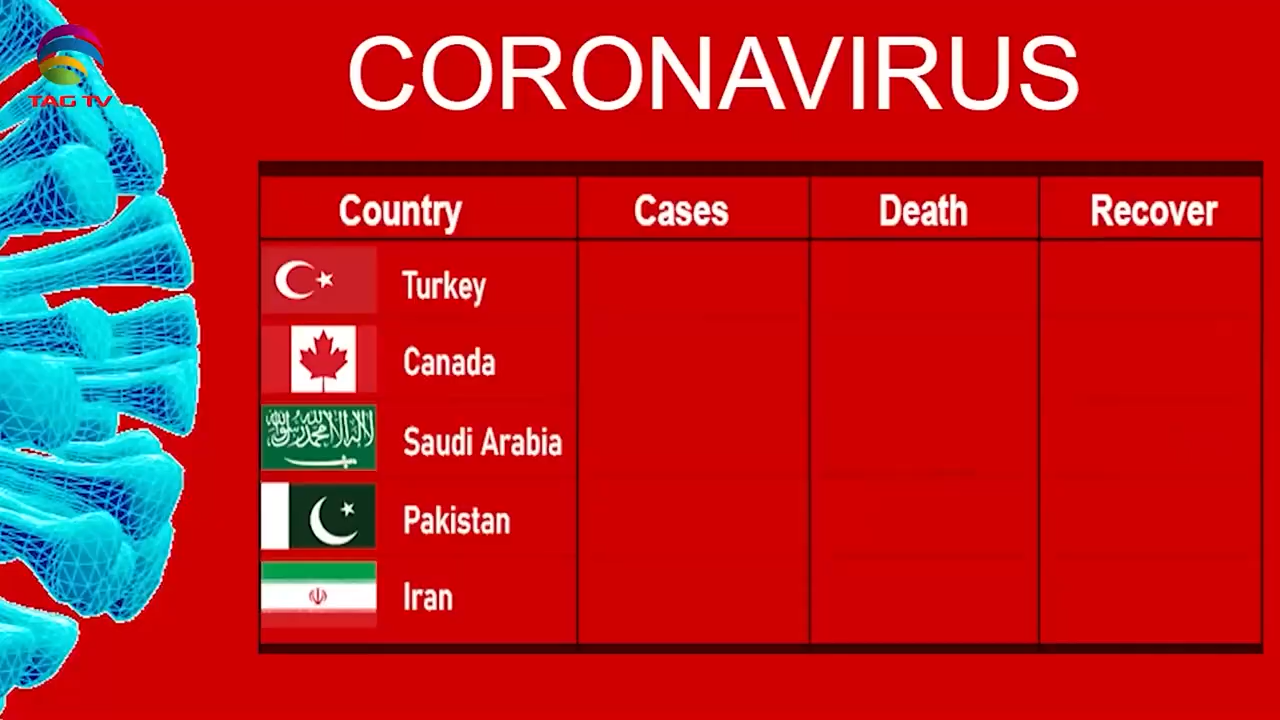 TAG TV
CORONAVIRUS
Country Cases Death Recover
Turkey
Canada
Saudi Arabia
Pakistan
Iran